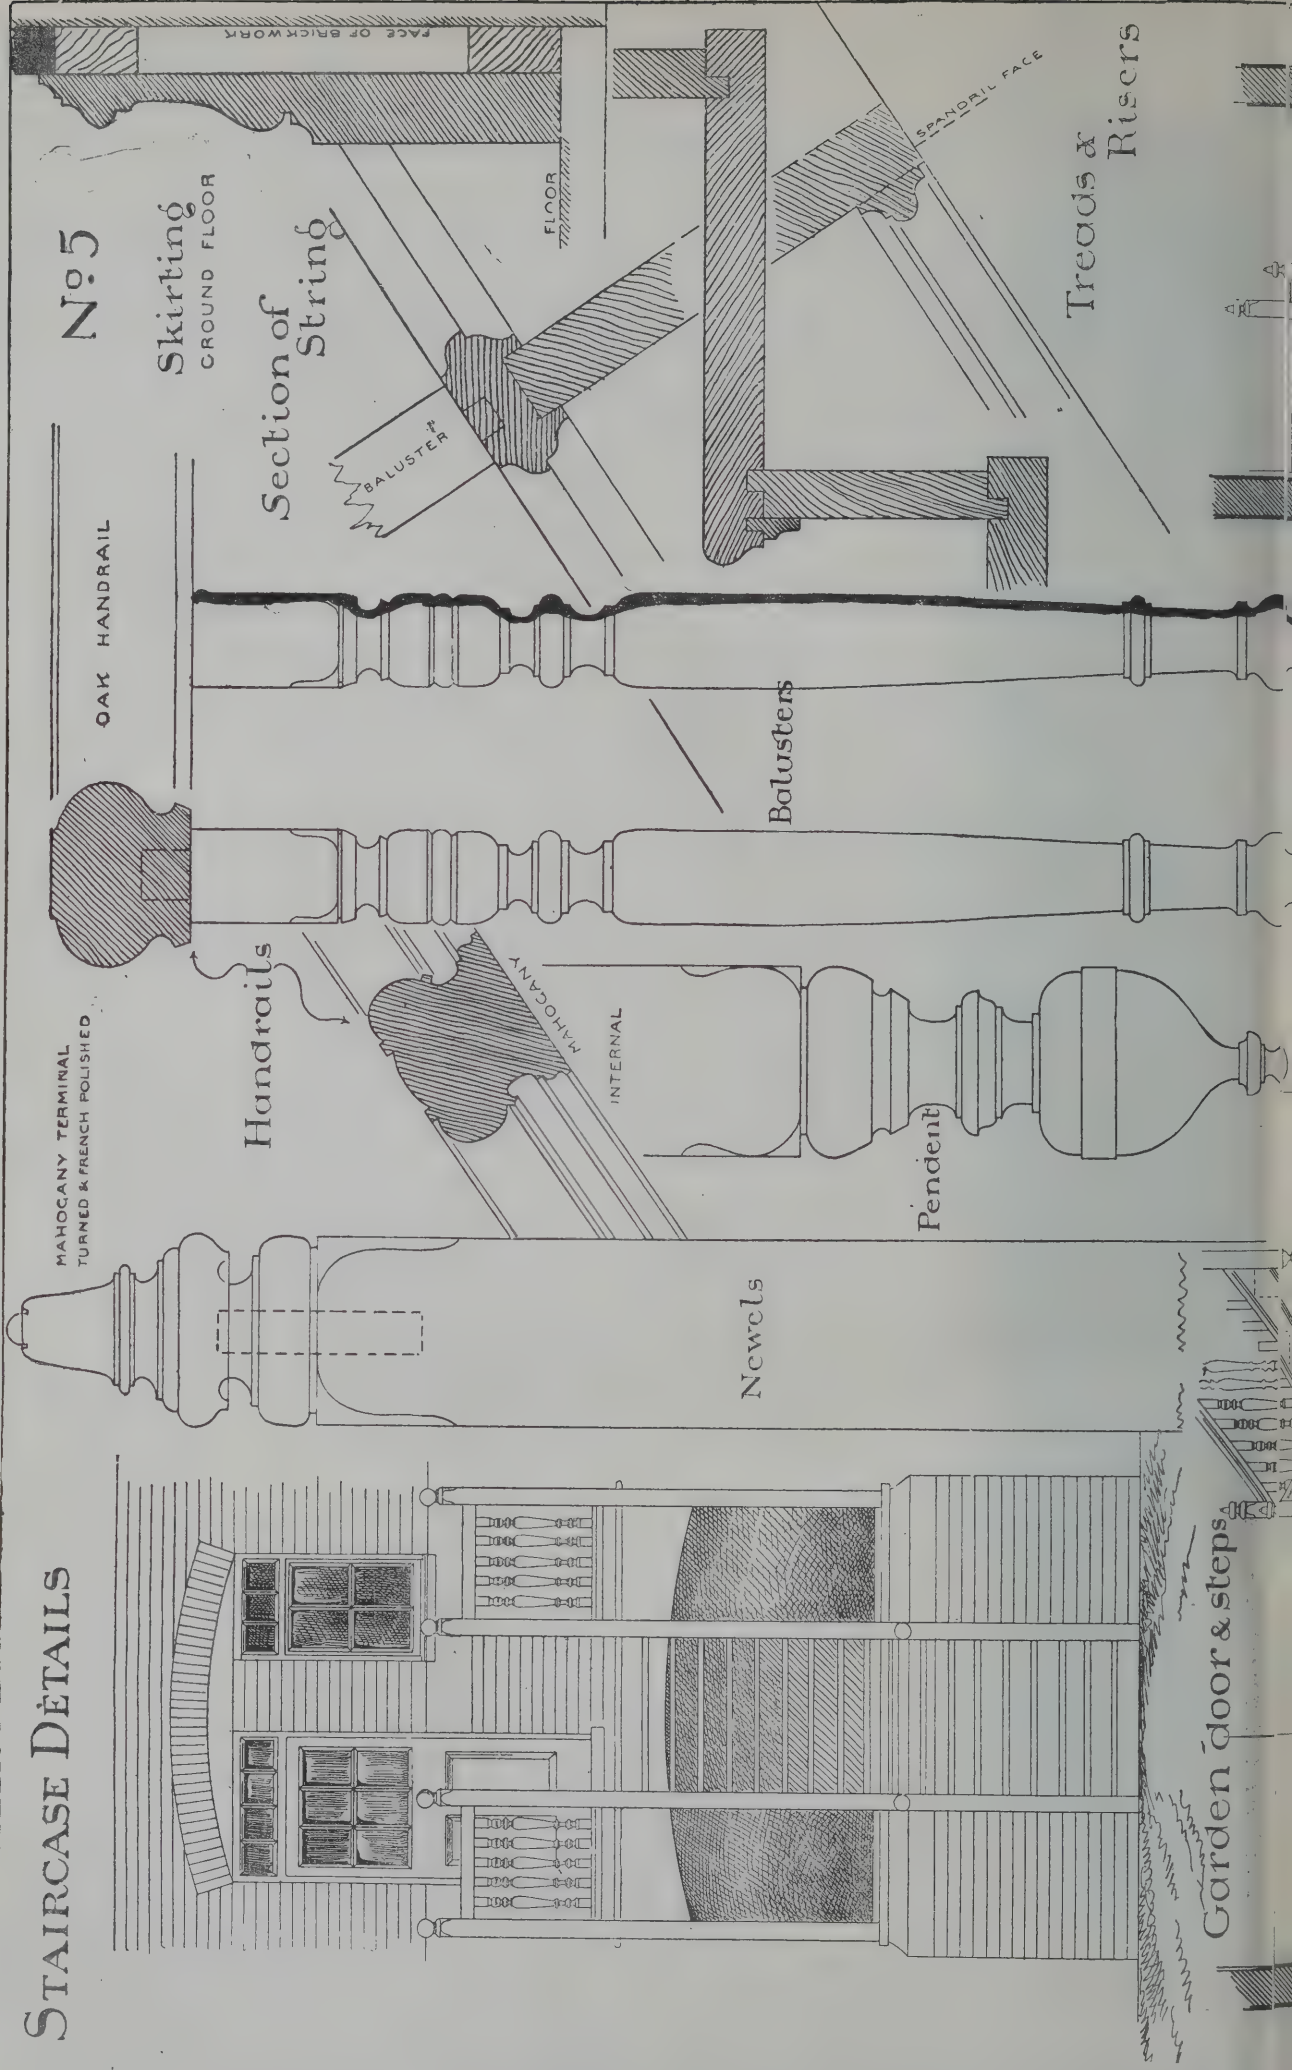 STAIRCASE DETAILS
Nº 5
MAHOGANY TERMINAL
TURNED & FRENCH POLISHED
OAK HANDRAIL
Skirting
GROUND FLOOR
FACE OF BRICKWORK
FLOOR
Handrails
Section of
String
BALUSTER
MAHOGANY
INTERNAL
SPANDRIL FACE
Newels
Pendent
Balusters
Treads &
Risers
Garden door & steps